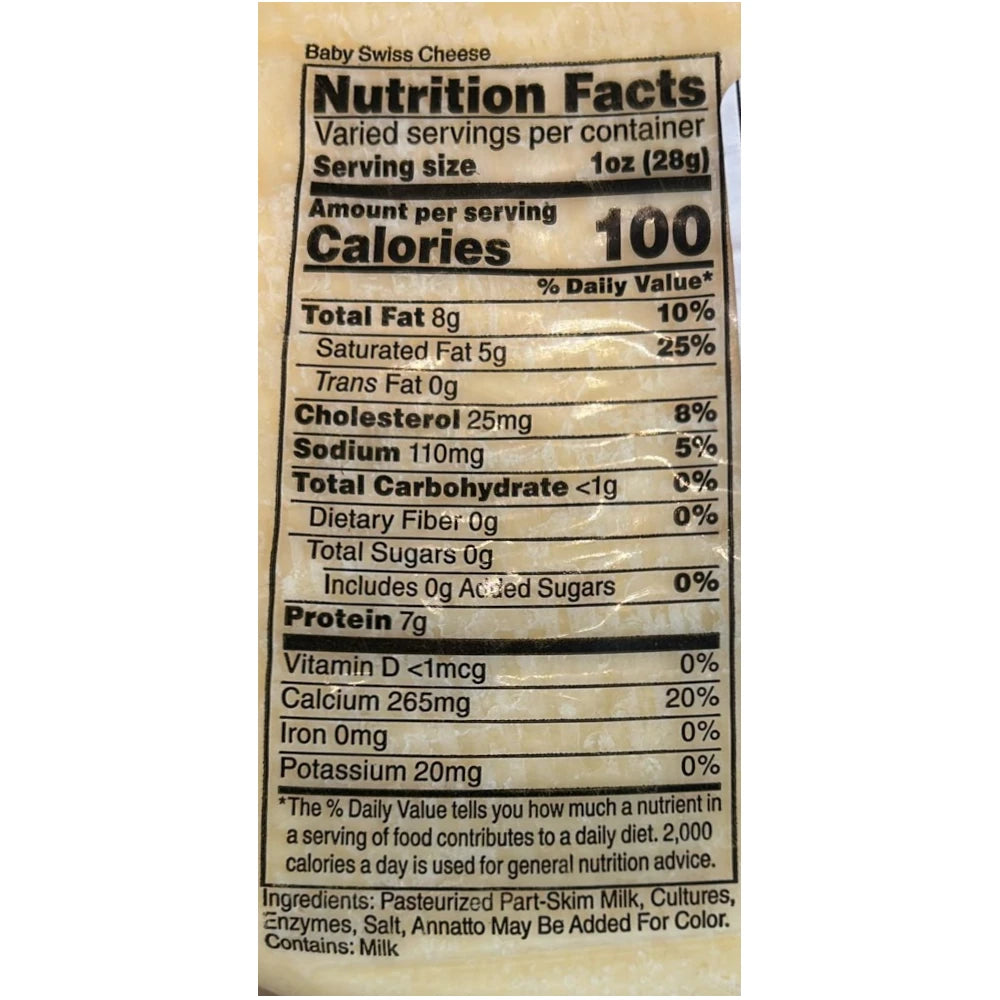 Baby Swiss Cheese
Nutrition Facts
Varied servings per container
Serving size 1oz (28g)
Amount per serving
Calories 100
% Daily Value*
Total Fat 8g 10%
Saturated Fat 5g 25%
Trans Fat 0g
Cholesterol 25mg 8%
Sodium 110mg 5%
Total Carbohydrate <1g 0%
Dietary Fiber 0g 0%
Total Sugars 0g
Includes 0g Added Sugars 0%
Protein 7g
Vitamin D <1mcg 0%
Calcium 265mg 20%
Iron 0mg 0%
Potassium 20mg 0%
*The % Daily Value tells you how much a nutrient in
a serving of food contributes to a daily diet. 2,000
calories a day is used for general nutrition advice.
Ingredients: Pasteurized Part-Skim Milk, Cultures,
Enzymes, Salt, Annatto May Be Added For Color.
Contains: Milk